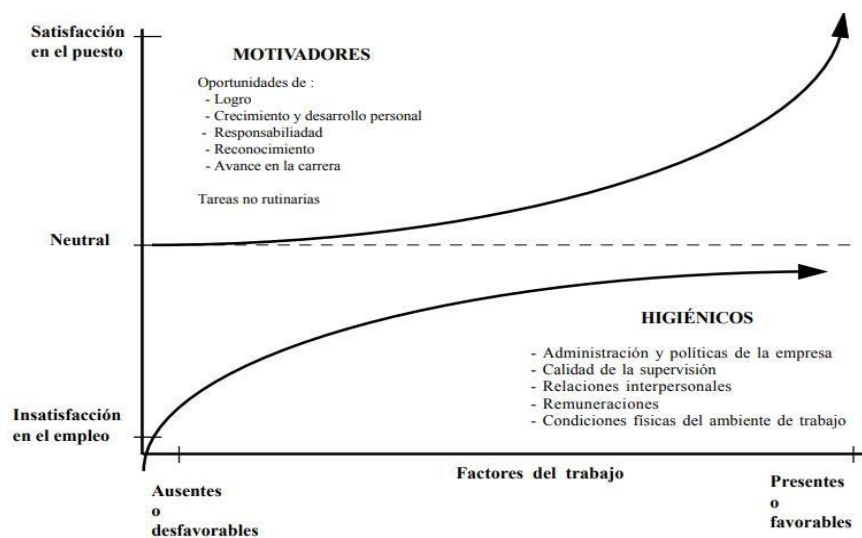 Satisfacción
en el puesto
MOTIVADORES
Oportunidades de :
- Logro
- Crecimiento y desarrollo personal
- Responsabiliadad
- Reconocimiento
- Avance en la carrera
Tareas no rutinarias
Neutral
HIGIÉNICOS
- Administración y políticas de la empresa
- Calidad de la supervisión
- Relaciones interpersonales
- Remuneraciones
- Condiciones físicas del ambiente de trabajo
Insatisfacción
en el empleo
Factores del trabajo
Ausentes
o
desfavorables
Presentes
o
favorables